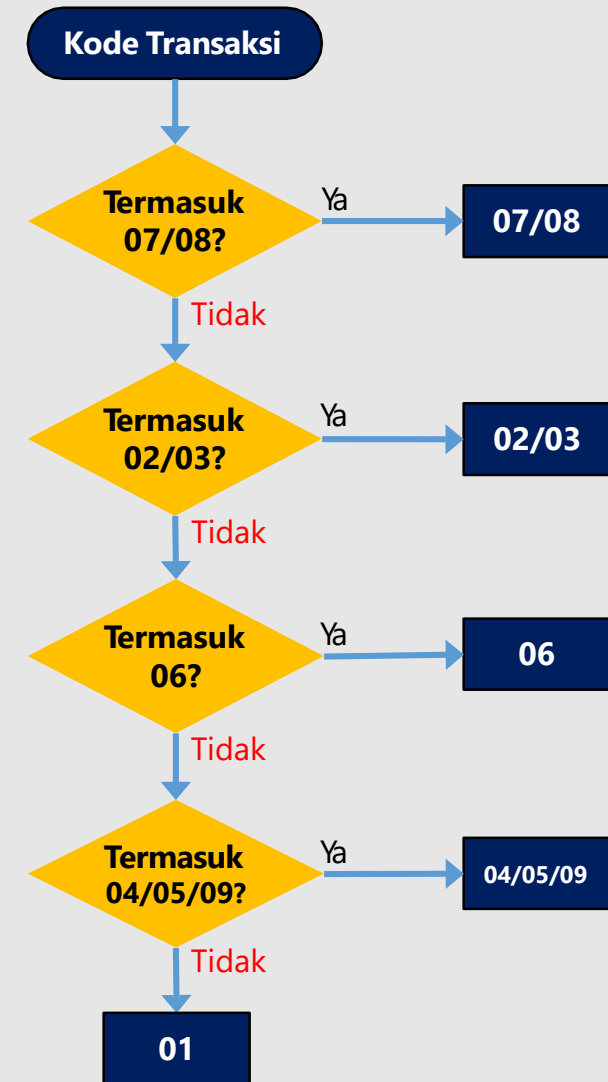 Kode Transaksi
Termasuk
07/08?
Ya
07/08
Tidak
Termasuk
02/03?
Ya
02/03
Tidak
Termasuk
06?
Ya
06
Tidak
Termasuk
04/05/09?
Ya
04/05/09
Tidak
01